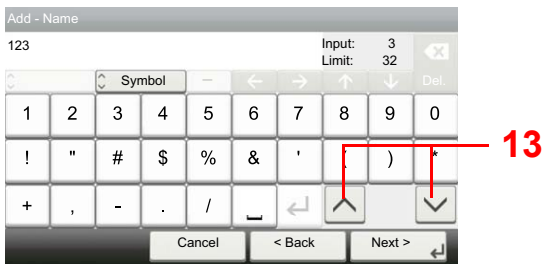 Add - Name
123 Input: 3
Limit: 32
Symbol Del.
1 2 3 4 5 6 7 8 9 0
! " # $ % & ' ( ) *
+ , - . /
Cancel < Back Next >
13